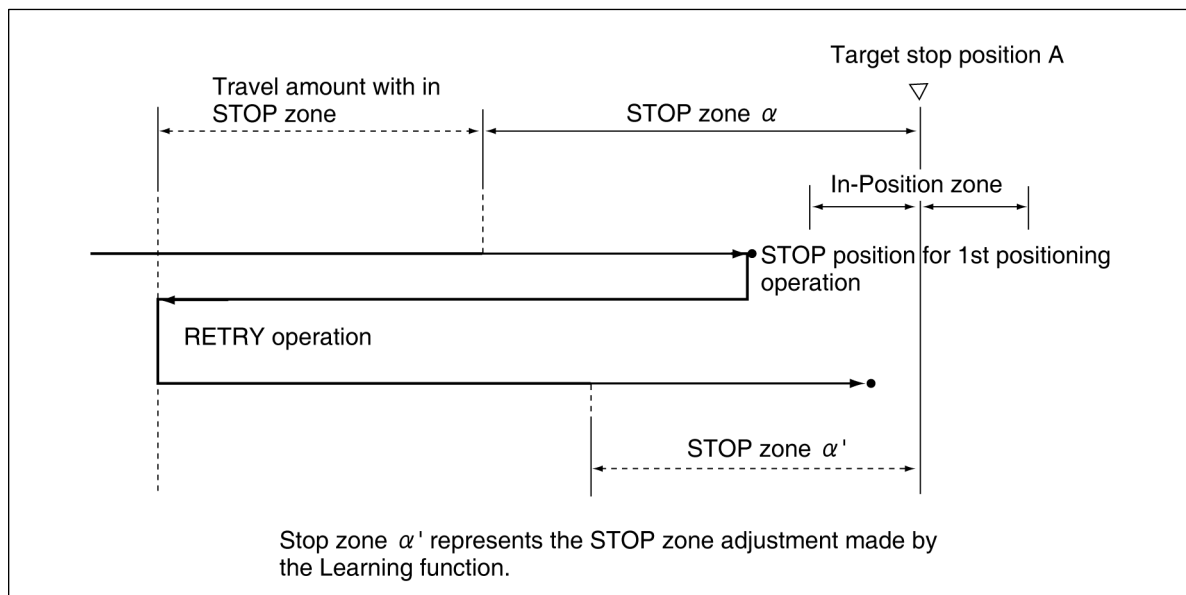 Target stop position A
Travel amount with in
STOP zone
STOP zone α
In-Position zone
STOP position for 1st positioning
operation
RETRY operation
STOP zone α'
Stop zone α' represents the STOP zone adjustment made by
the Learning function.